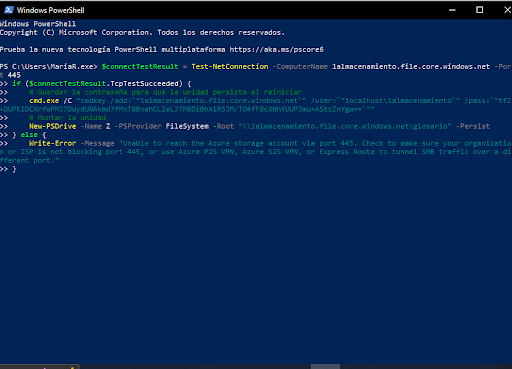 Windows PowerShell
Windows PowerShell
Copyright (C) Microsoft Corporation. Todos los derechos reservados.
Prueba la nueva tecnología PowerShell multiplataforma https://aka.ms/pscore6
PS C:\Users\MariaR.exe> $connectTestResult = Test-NetConnection -ComputerName lalmacenamiento.file.core.windows.net -Por
t 445
>> if ($connectTestResult.TcpTestSucceeded) {
>>     # Guardar la contraseña para que la unidad persista al reiniciar
>>     cmd.exe /C "cmdkey /add:`"lalmacenamiento.file.core.windows.net`" /user:`"localhost\lalmacenamiento`" /pass:`"
>>     # Montar la unidad
>>     New-PSDrive -Name Z -PSProvider FileSystem -Root "\\lalmacenamiento.file.core.windows.net\glosario" -Persist
>> } else {
>>     Write-Error -Message "Unable to reach the Azure storage account via port 445. Check to make sure your organizatio
n or ISP is not blocking port 445, or use Azure P2S VPN, Azure S2S VPN, or Express Route to tunnel SMB traffic over a di
fferent port."
>> }